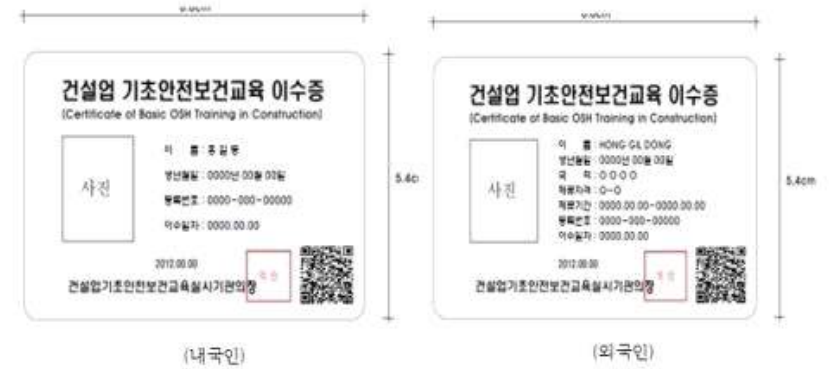 건설업 기초안전보건교육 이수증
(Certificate of Basic OSH Training in Construction)
사진
이 름 : 홍길동
생년월일 : 0000년 00월 00일
등록번호 : 0000-000-00000
이수일자 : 0000.00.00
2012.00.00
건설업기초안전보건교육실시기관의장
5.4c
(내국인)
건설업 기초안전보건교육 이수증
(Certificate of Basic OSH Training in Construction)
사진
이 름 : HONG GIL DONG
생년월일 : 0000년 00월 00일
국 적 : 0 0 0 0
체류자격 : 0-0
체류기간 : 0000.00.00-0000.00.00
등록번호 : 0000-000-00000
이수일자 : 0000.00.00
2012.00.00
건설업기초안전보건교육실시기관의장
5.4cm
(외국인)